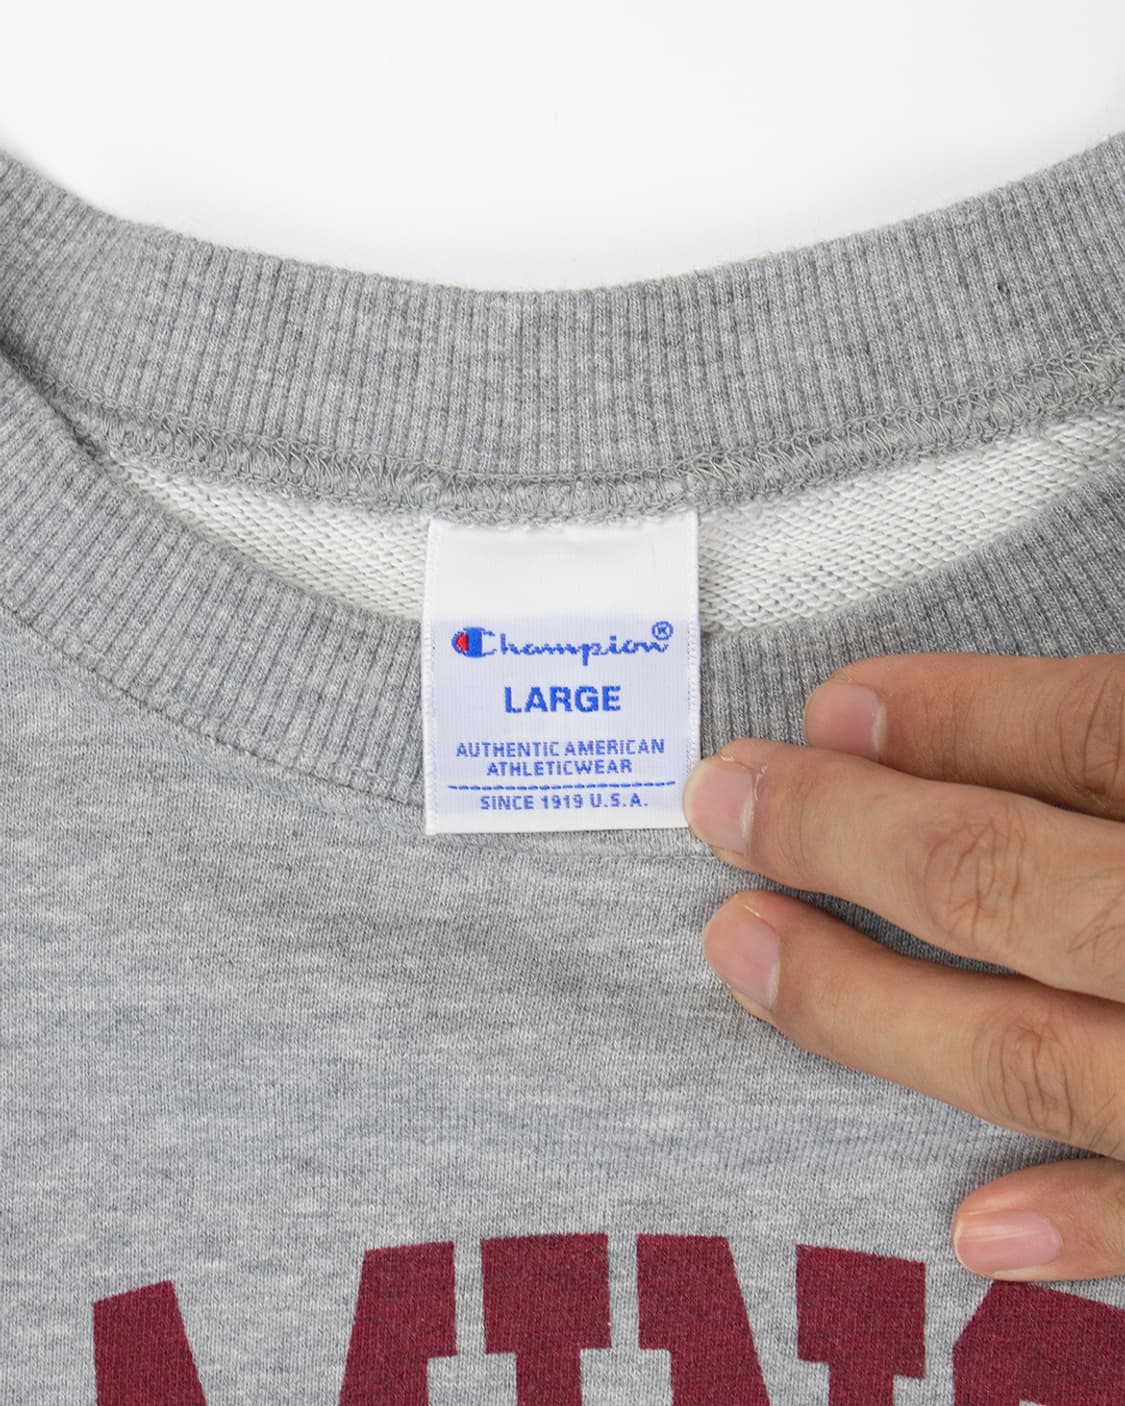 Champion®
LARGE
AUTHENTIC AMERICAN
ATHLETICWEAR
SINCE 1919 U.S.A.